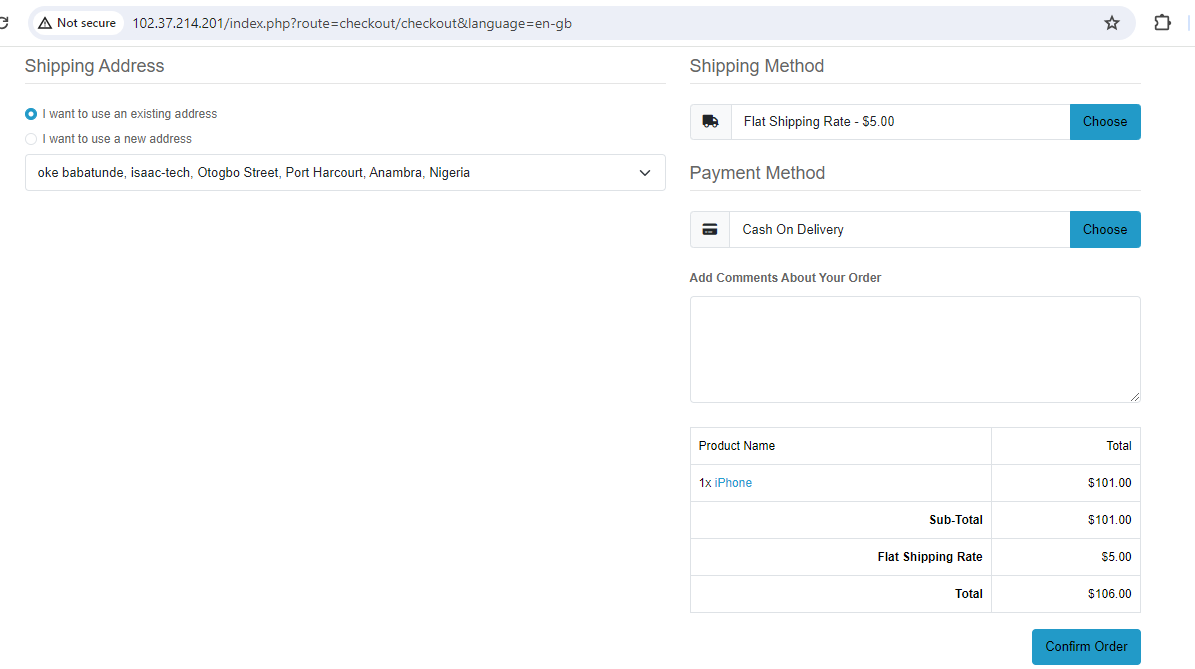 Not secure 102.37.214.201/index.php?route=checkout/checkout&language=en-gb
Shipping Address
I want to use an existing address
I want to use a new address
oke babatunde, isaac-tech, Otogbo Street, Port Harcourt, Anambra, Nigeria
Shipping Method
Flat Shipping Rate - $5.00 Choose
Payment Method
Cash On Delivery Choose
Add Comments About Your Order
Product Name Total
1x iPhone $101.00
Sub-Total $101.00
Flat Shipping Rate $5.00
Total $106.00
Confirm Order